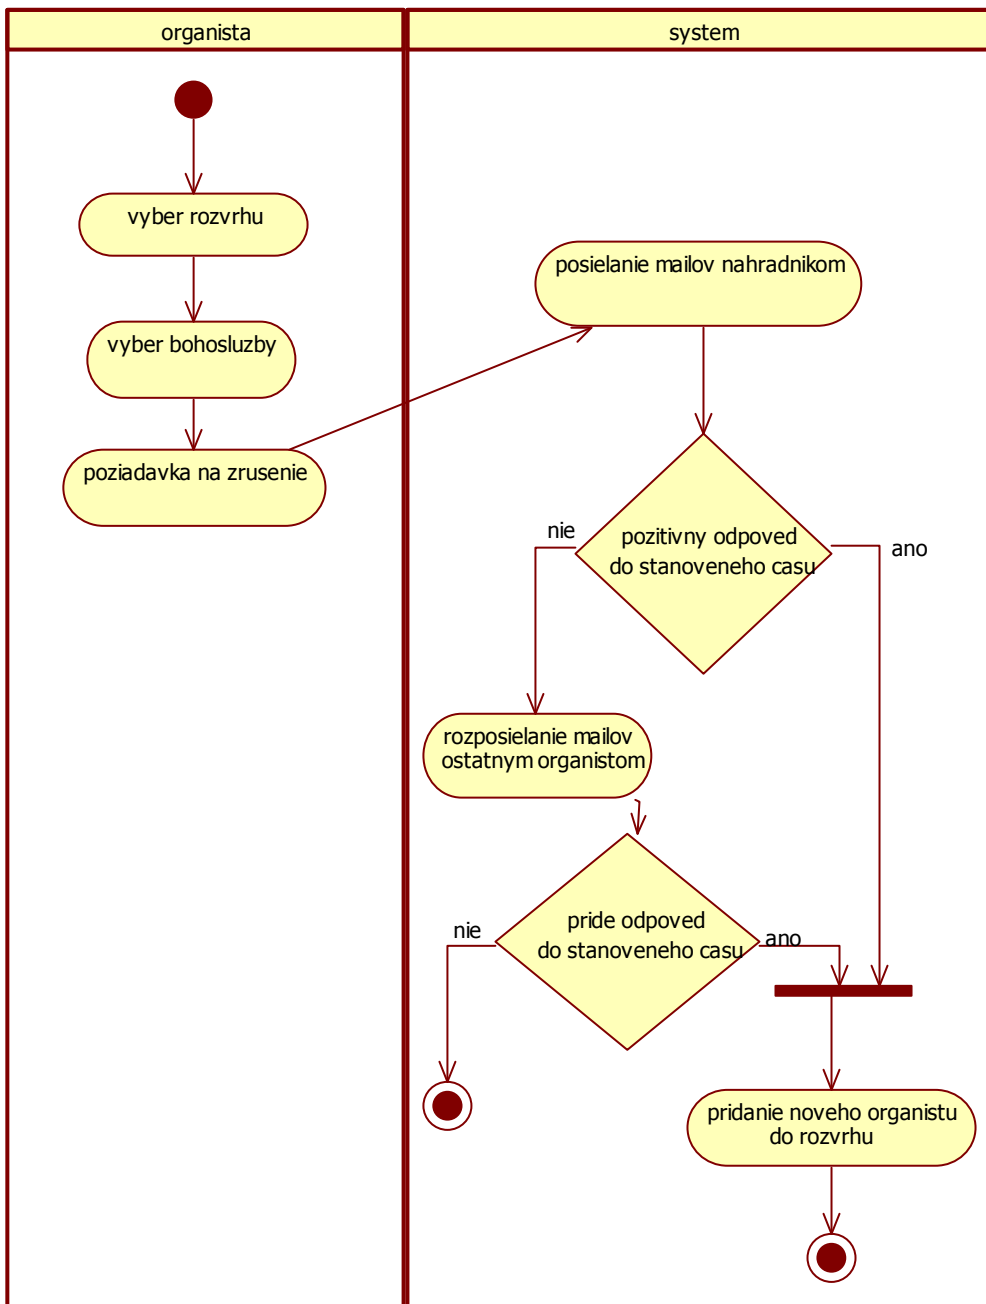 organista
system
vyber rozvrhu
vyber bohosluzby
poziadavka na zrusenie
posielanie mailov nahradnikom
pozitivny odpoved
do stanoveneho casu
nie
ano
rozposielanie mailov
ostatnym organistom
pride odpoved
do stanoveneho casu
nie
ano
pridanie noveho organistu
do rozvrhu